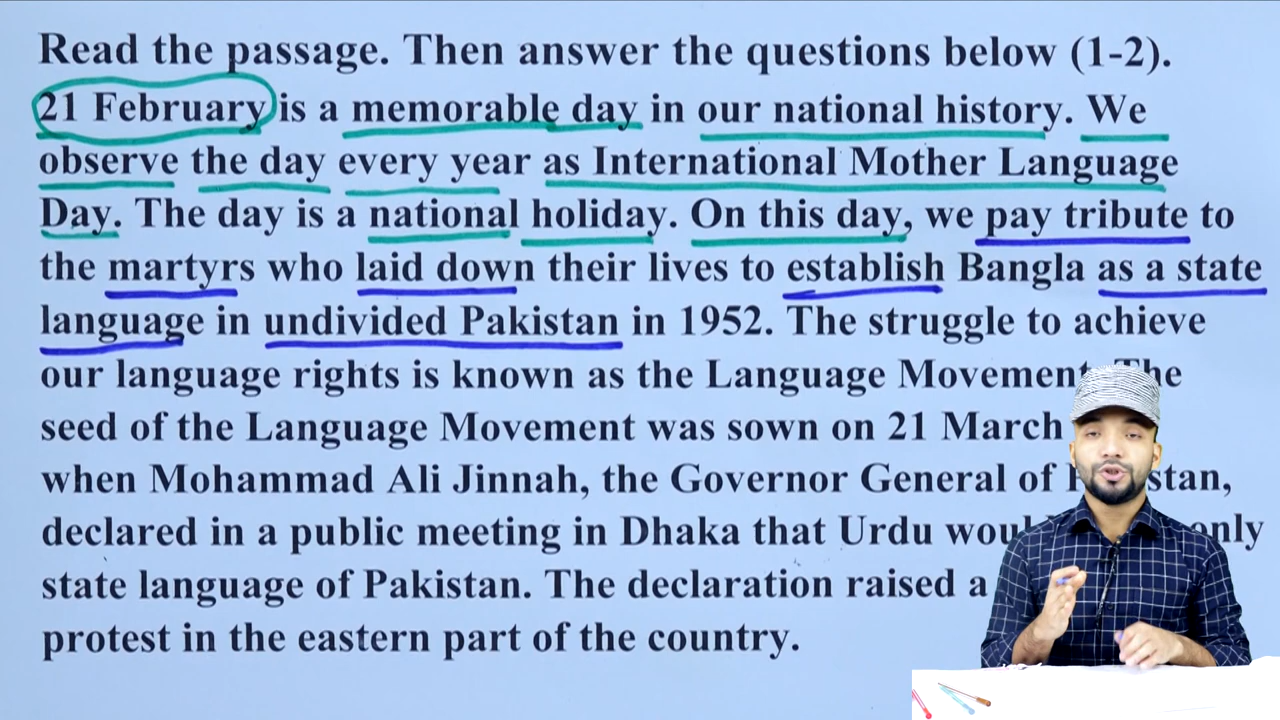 Read the passage. Then answer the questions below (1-2).
21 February is a memorable day in our national history. We
observe the day every year as International Mother Language
Day. The day is a national holiday. On this day, we pay tribute to
the martyrs who laid down their lives to establish Bangla as a state
language in undivided Pakistan in 1952. The struggle to achieve
our language rights is known as the Language Movement. The
seed of the Language Movement was sown on 21 March
when Mohammad Ali Jinnah, the Governor General of
declared in a public meeting in Dhaka that Urdu only
state language of Pakistan. The declaration raised a
protest in the eastern part of the country.